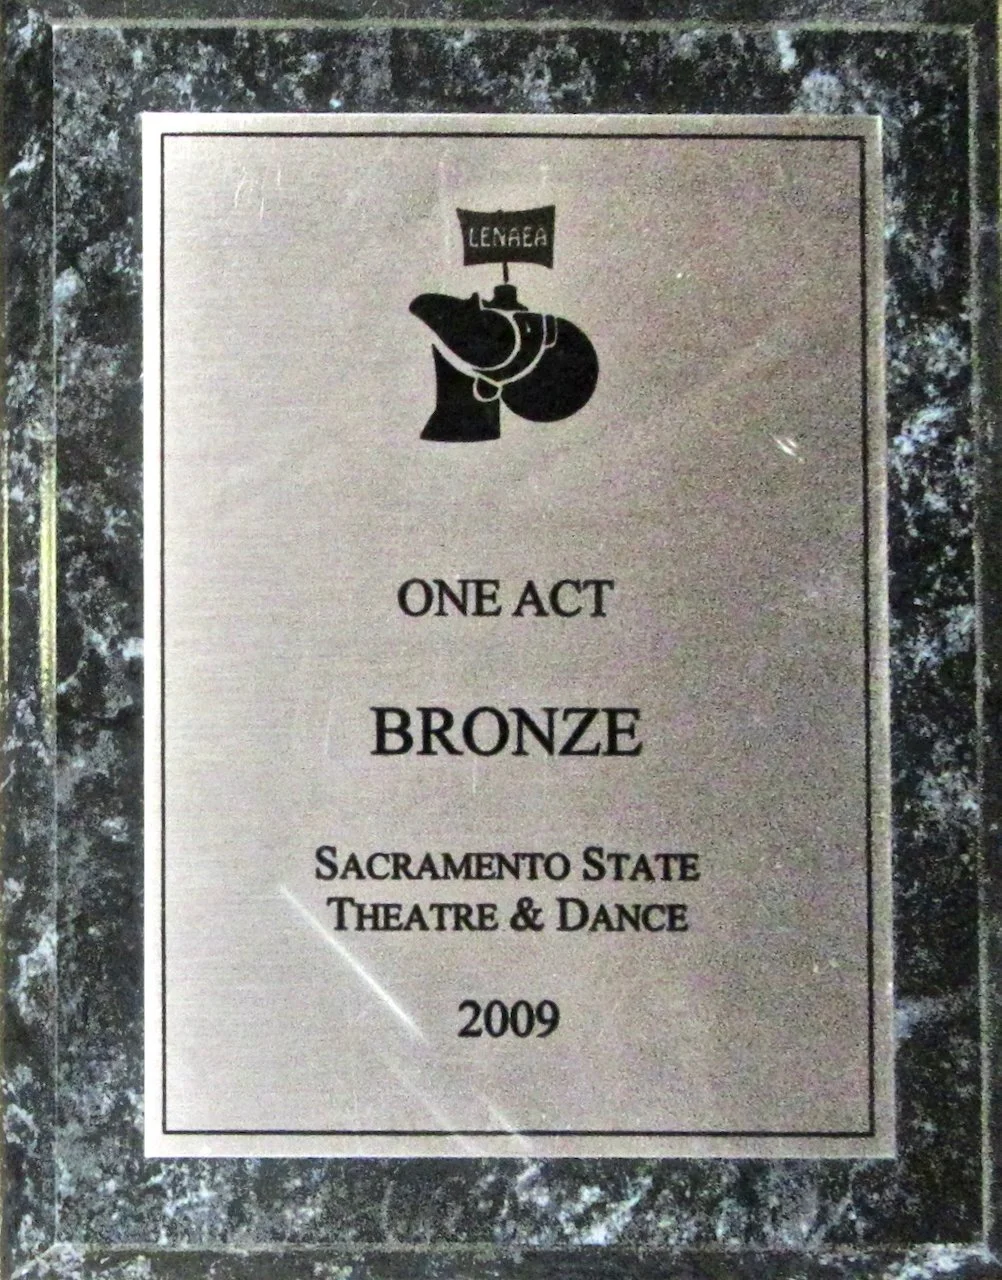 LENAEA
ONE ACT
BRONZE
SACRAMENTO STATE
THEATRE & DANCE
2009